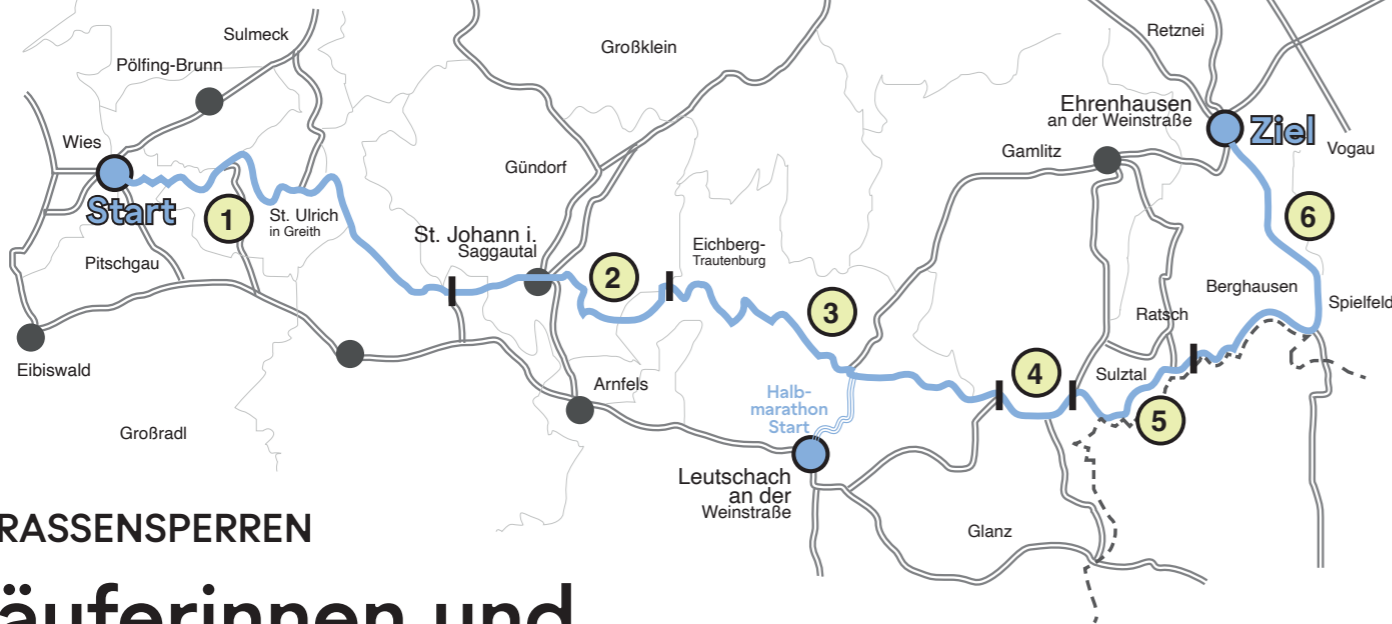 Sulmeck
Großklein
Retznei
Pölfing-Brunn
Ehrenhausen
an der Weinstraße
Ziel
Wies
Gamlitz
Vogau
Gündorf
Start
1
St. Ulrich
in Greith
6
St. Johann i.
Saggautal
Eichberg-
Trautenburg
Pitschgau
2
Berghausen
Spielfeld
3
Ratsch
Eibiswald
Arnfels
4
Sulztal
Halb-
marathon
Start
5
Großradl
Leutschach
an der
Weinstraße
RASSENSPERREN
Glanz
äuferinnen und